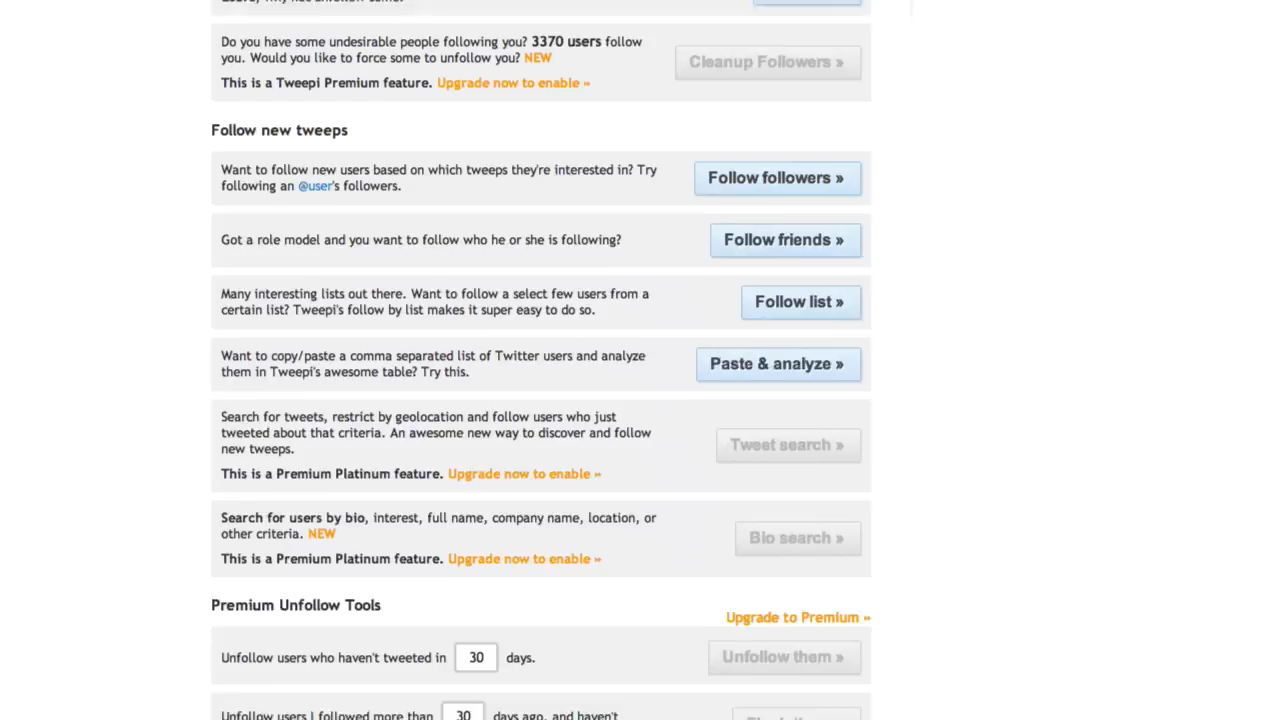 Do you have some undesirable people following you? 3370 users follow
you. Would you like to force some to unfollow you? NEW
Cleanup Followers »
This is a Tweepi Premium feature. Upgrade now to enable »
Follow new tweeps
Want to follow new users based on which tweeps they're interested in? Try
following an @user's followers.
Follow followers »
Got a role model and you want to follow who he or she is following?
Follow friends »
Many interesting lists out there. Want to follow a select few users from a
certain list? Tweepi's follow by list makes it super easy to do so.
Follow list »
Want to copy/paste a comma separated list of Twitter users and analyze
them in Tweepi's awesome table? Try this.
Paste & analyze »
Search for tweets, restrict by geolocation and follow users who just
tweeted about that criteria. An awesome new way to discover and follow
new tweeps.
Tweet search »
This is a Premium Platinum feature. Upgrade now to enable »
Search for users by bio, interest, full name, company name, location, or
other criteria. NEW
Bio search »
This is a Premium Platinum feature. Upgrade now to enable »
Premium Unfollow Tools
Upgrade to Premium »
Unfollow users who haven't tweeted in 30 days.
Unfollow them »
Unfollow users I followed more than 30 days ago, and haven't